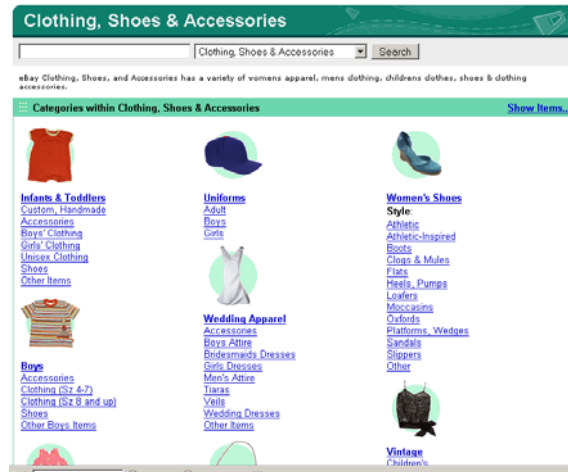 Clothing, Shoes & Accessories
Clothing, Shoes & Accessories
Search
eBay Clothing, Shoes, and Accessories has a variety of womens apparel, mens clothing, childrens clothes, shoes & clothing
accessories.
Categories within Clothing, Shoes & Accessories
Show Items..
Infants & Toddlers
Custom, Handmade
Accessories
Boys' Clothing
Girls' Clothing
Unisex Clothing
Shoes
Other Items
Boys
Accessories
Clothing (Sz 4-7)
Clothing (Sz 8 and up)
Shoes
Other Boys Items
Uniforms
Adult
Boys
Girls
Wedding Apparel
Accessories
Boys Attire
Bridesmaids Dresses
Girls Dresses
Men's Attire
Tiaras
Veils
Wedding Dresses
Other Items
Women's Shoes
Style:
Athletic
Athletic-Inspired
Boots
Clogs & Mules
Flats
Heels, Pumps
Loafers
Moccasins
Oxfords
Platforms, Wedges
Sandals
Slippers
Other
Vintage
Children's